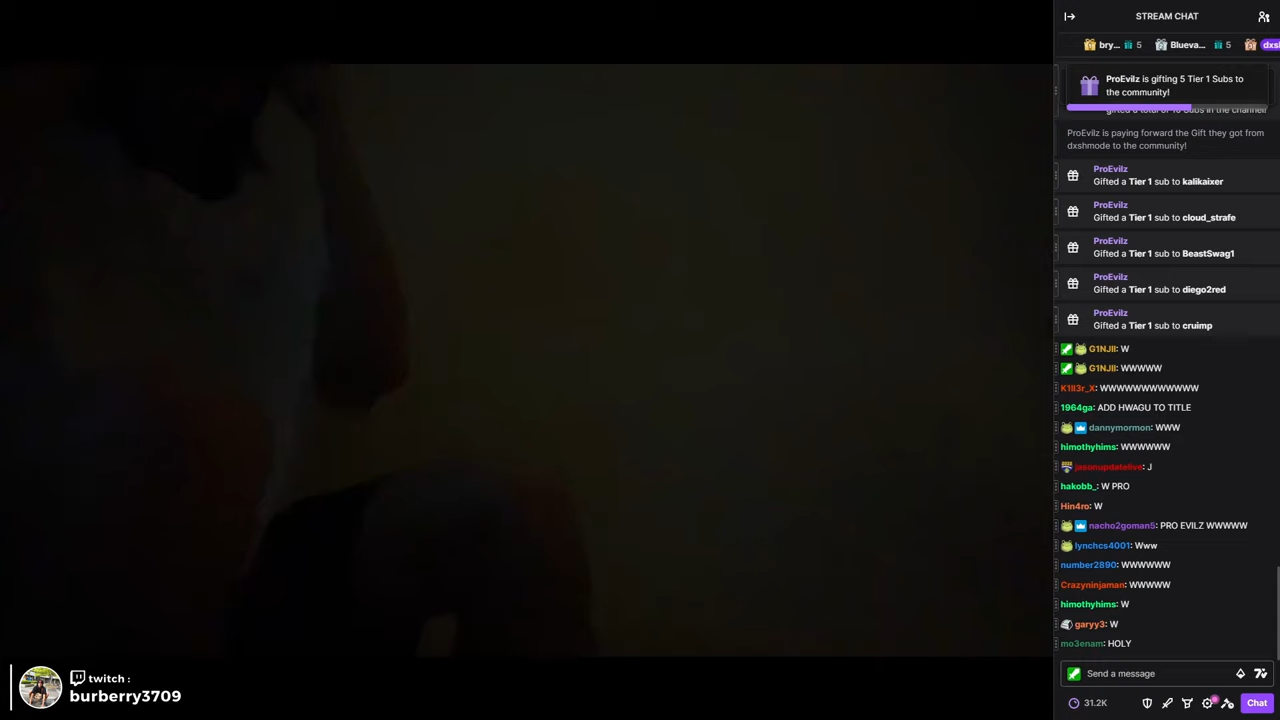 STREAM CHAT
bry... 5 Blueva... 5 dxsl
ProEvilz is gifting 5 Tier 1 Subs to
the community!
ProEvilz is paying forward the Gift they got from
dxshmode to the community!
ProEvilz
Gifted a Tier 1 sub to kalikaixer
ProEvilz
Gifted a Tier 1 sub to cloud_strafe
ProEvilz
Gifted a Tier 1 sub to BeastSwag1
ProEvilz
Gifted a Tier 1 sub to diego2red
ProEvilz
Gifted a Tier 1 sub to cruimp
G1NJII: W
G1NJII: WWWWW
K1ll3r_X: WWWWWWWWWWWW
1964ga: ADD HWAGU TO TITLE
dannymormon: WWW
himothyhims: WWWWWW
jasonupdatelive: J
hakobb_: W PRO
Hin4ro: W
nacho2goman5: PRO EVILZ WWWWW
lynchcs4001: Www
number2890: WWWWWW
Crazyninjaman: WWWWW
himothyhims: W
garyy3: W
mo3enam: HOLY
Send a message
31.2K
Chat
twitch :
burberry3709